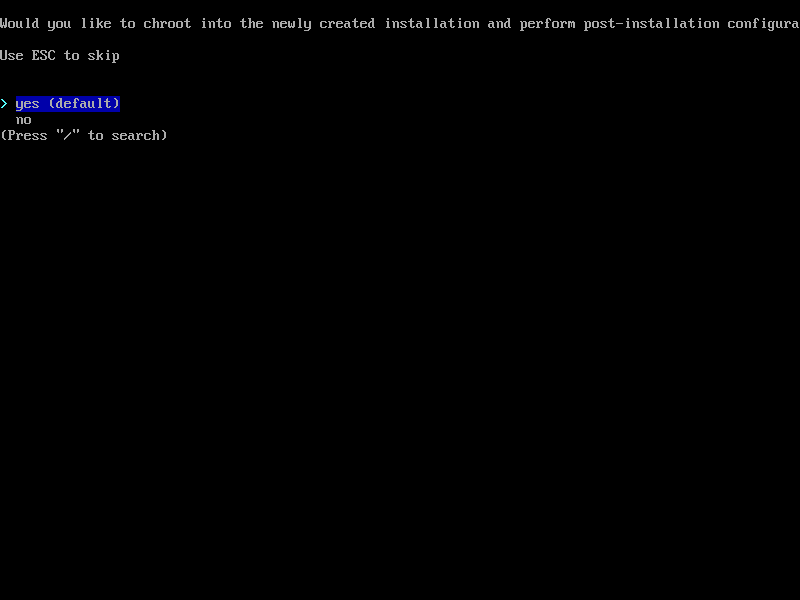 Would you like to chroot into the newly created installation and perform post-installation configura
Use ESC to skip
> yes (default)
no
(Press "/" to search)